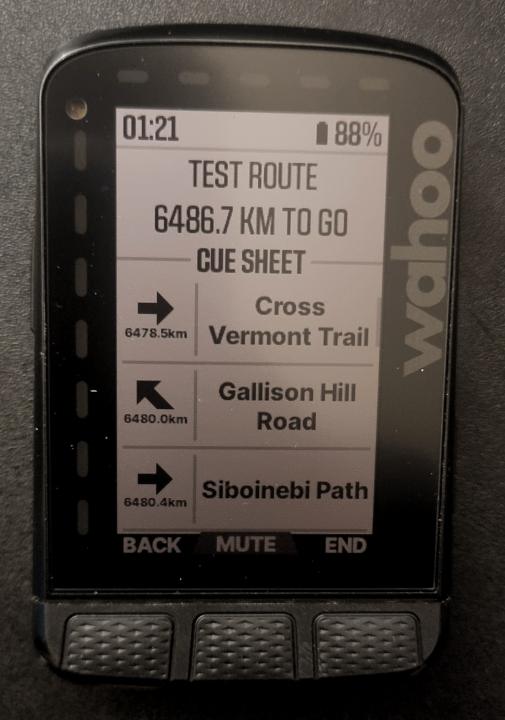 01:21 88%
TEST ROUTE
6486.7 KM TO GO
CUE SHEET
6478.5km
Cross
Vermont Trail
6480.0km
Gallison Hill
Road
6480.4km
Siboinebi Path
BACK MUTE END
wahoo